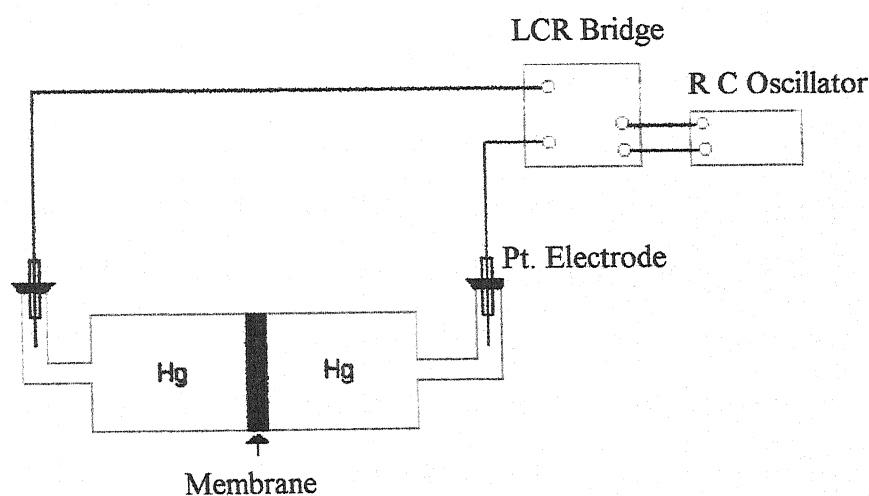 LCR Bridge
R C Oscillator
Pt. Electrode
Hg
Hg
Membrane